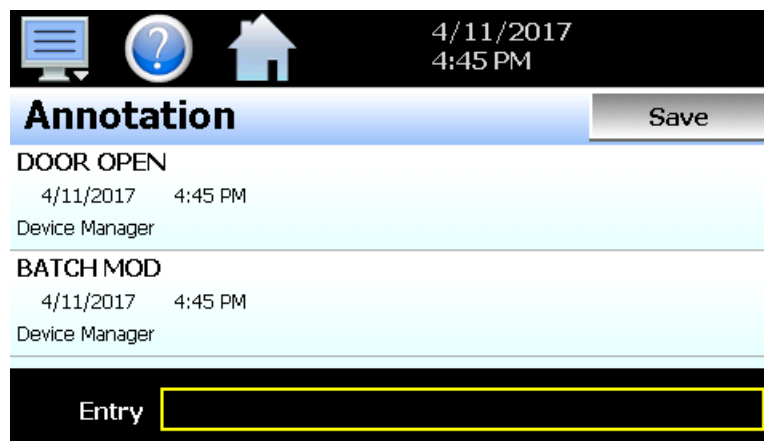 ?
4/11/2017
4:45 PM
Annotation
Save
DOOR OPEN
4/11/2017 4:45 PM
Device Manager
BATCH MOD
4/11/2017 4:45 PM
Device Manager
Entry